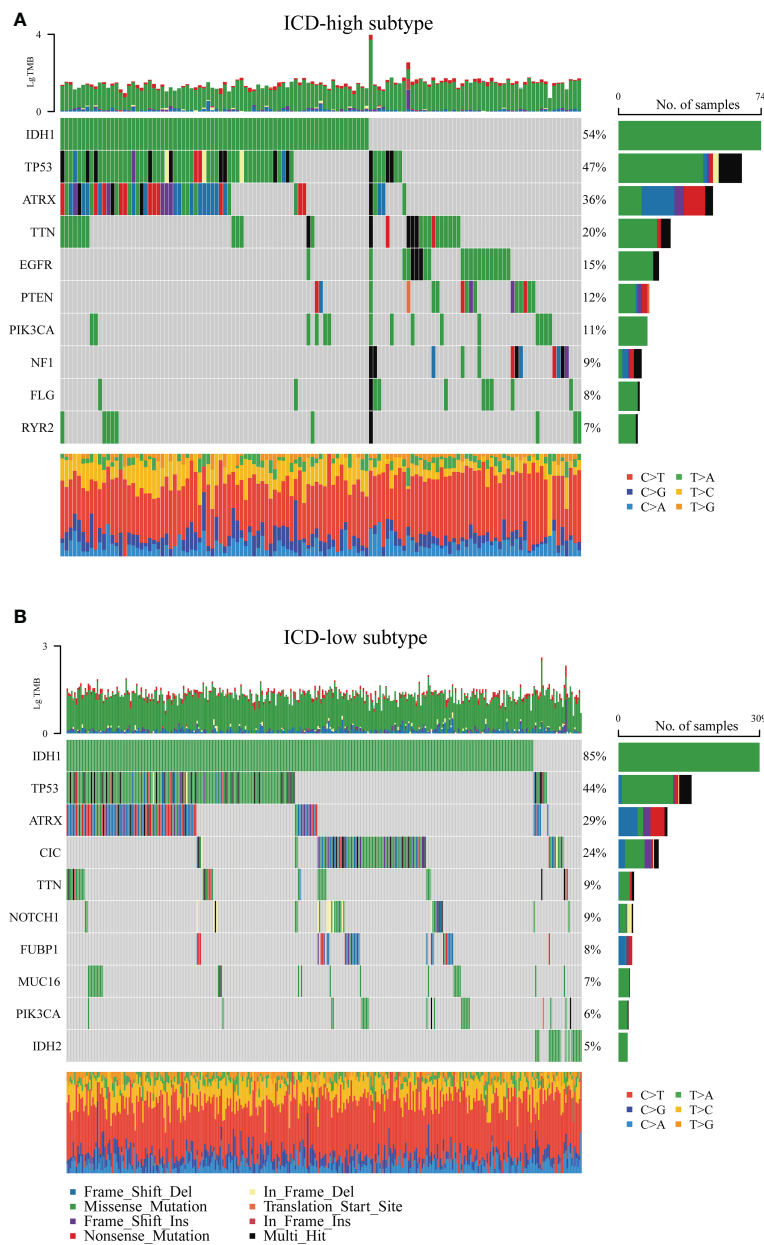 A
ICD-high subtype
4
Lg TMB
0
0
74
No. of samples
IDH1 54%
TP53 47%
ATRX 36%
TTN 20%
EGFR 15%
PTEN 12%
PIK3CA 11%
NF1 9%
FLG 8%
RYR2 7%
C>T T>A
C>G T>C
C>A T>G
B
ICD-low subtype
3
Lg TMB
0
0
309
No. of samples
IDH1 85%
TP53 44%
ATRX 29%
CIC 24%
TTN 9%
NOTCH1 9%
FUBP1 8%
MUC16 7%
PIK3CA 6%
IDH2 5%
C>T T>A
C>G T>C
C>A T>G
Frame_Shift_Del In_Frame_Del
Missense_Mutation Translation_Start_Site
Frame_Shift_Ins In_Frame_Ins
Nonsense_Mutation Multi_Hit